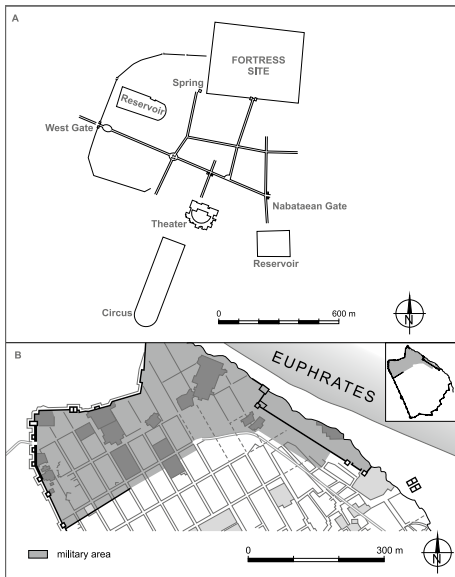 A
FORTRESS
SITE
Spring
Reservoir
West Gate
Nabataean Gate
Theater
Reservoir
Circus
0 600 m
N
B
EUPHRATES
military area
0 300 m
N